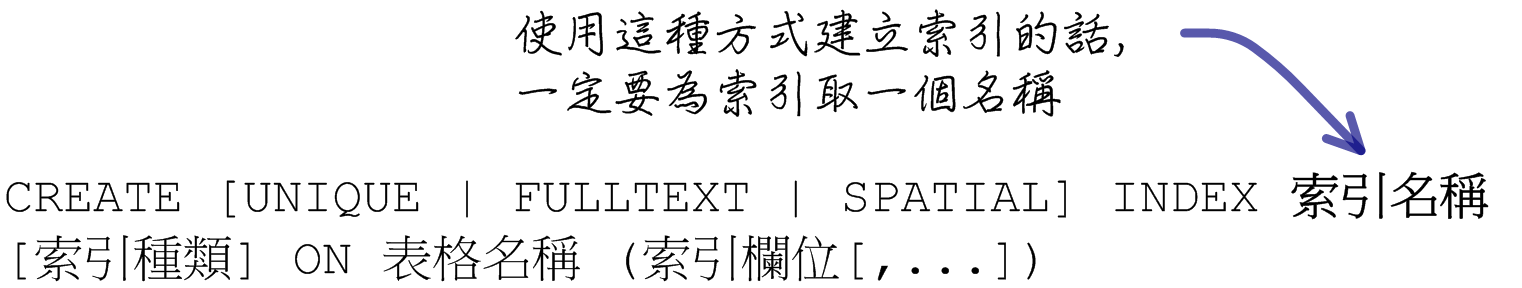 使用這種方式建立索引的話,
一定要為索引取一個名稱
CREATE [UNIQUE | FULLTEXT | SPATIAL] INDEX 索引名稱
[索引種類] ON 表格名稱 (索引欄位[,...])